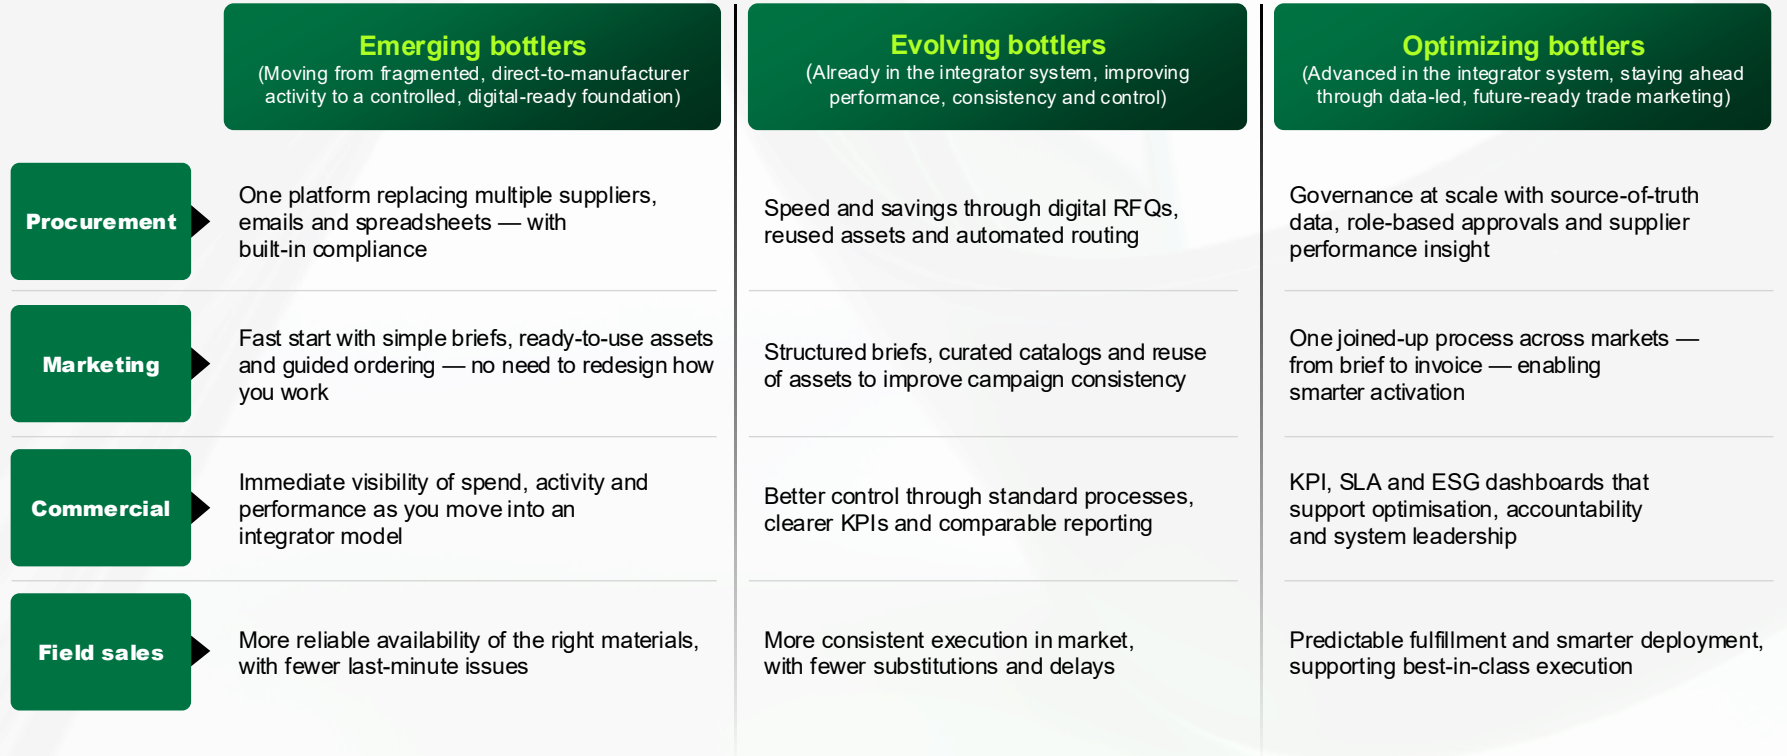 Emerging bottlers
(Moving from fragmented, direct-to-manufacturer
activity to a controlled, digital-ready foundation)
Evolving bottlers
(Already in the integrator system, improving
performance, consistency and control)
Optimizing bottlers
(Advanced in the integrator system, staying ahead
through data-led, future-ready trade marketing)
Procurement
One platform replacing multiple suppliers,
emails and spreadsheets — with
built-in compliance
Speed and savings through digital RFQs,
reused assets and automated routing
Governance at scale with source-of-truth
data, role-based approvals and supplier
performance insight
Marketing
Fast start with simple briefs, ready-to-use assets
and guided ordering — no need to redesign how
you work
Structured briefs, curated catalogs and reuse
of assets to improve campaign consistency
One joined-up process across markets —
from brief to invoice — enabling
smarter activation
Commercial
Immediate visibility of spend, activity and
performance as you move into an
integrator model
Better control through standard processes,
clearer KPIs and comparable reporting
KPI, SLA and ESG dashboards that
support optimisation, accountability
and system leadership
Field sales
More reliable availability of the right materials,
with fewer last-minute issues
More consistent execution in market,
with fewer substitutions and delays
Predictable fulfillment and smarter deployment,
supporting best-in-class execution